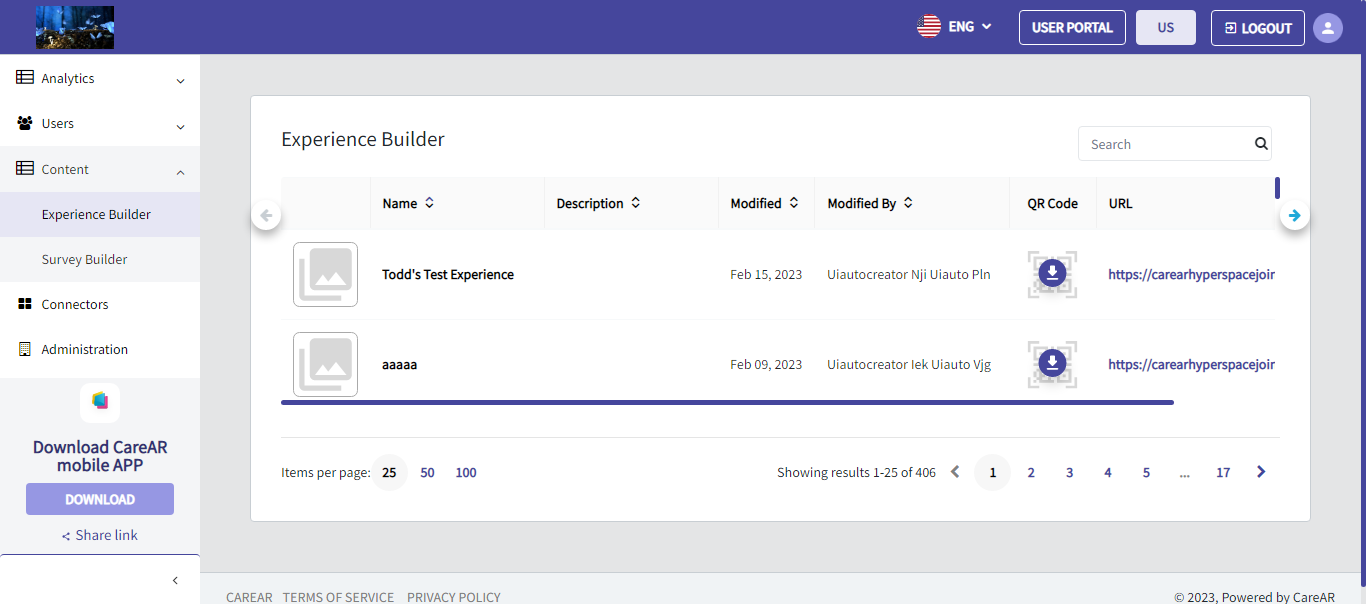 ENG
USER PORTAL
US
LOGOUT
Analytics
Users
Content
Experience Builder
Survey Builder
Connectors
Administration
Download CareAR
mobile APP
DOWNLOAD
Share link
Experience Builder
Search
Name Description Modified Modified By QR Code URL
Todd's Test Experience Feb 15, 2023 Uiautocreator Nji Uiauto Pln https://carearhyperspacejoir
aaaaa Feb 09, 2023 Uiautocreator Iek Uiauto Vjg https://carearhyperspacejoir
Items per page: 25 50 100 Showing results 1-25 of 406 1 2 3 4 5 ... 17
CAREAR TERMS OF SERVICE PRIVACY POLICY © 2023, Powered by CareAR